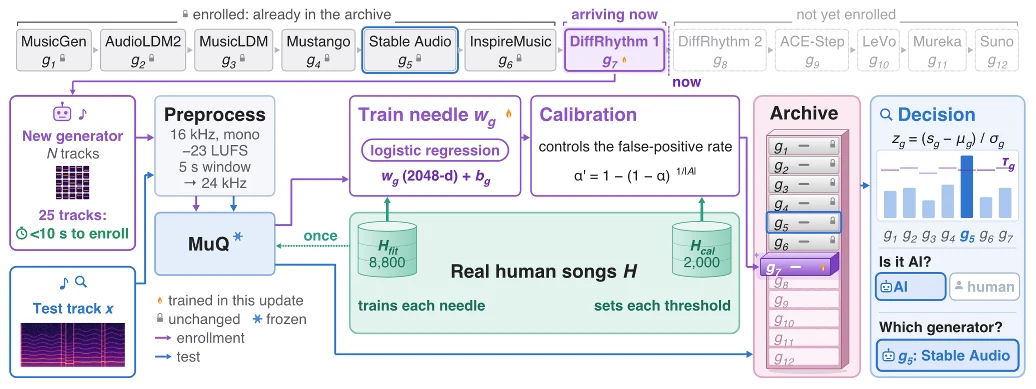 enrolled: already in the archive
arriving now
not yet enrolled
MusicGen
g1
AudioLDM2
g2
MusicLDM
g3
Mustango
g4
Stable Audio
g5
InspireMusic
g6
DiffRhythm 1
g7
DiffRhythm 2
g8
ACE-Step
g9
LeVo
g10
Mureka
g11
Suno
g12
now
New generator
N tracks
25 tracks:
<10 s to enroll
Preprocess
16 kHz, mono
−23 LUFS
5 s window
→ 24 kHz
MuQ
Train needle wg
logistic regression
wg (2048-d) + bg
Calibration
controls the false-positive rate
α' = 1 − (1 − α) 1/|A|
once
Hfit
8,800
Real human songs H
Hcal
2,000
trains each needle
sets each threshold
Test track x
trained in this update
unchanged
frozen
enrollment
test
Archive
g1 —
g2 —
g3 —
g4 —
g5 —
g6 —
g7 —
g8
g9
g10
g11
g12
Decision
zg = (sg − μg) / σg
τg
g1 g2 g3 g4 g5 g6 g7
Is it AI?
AI
human
Which generator?
g5: Stable Audio